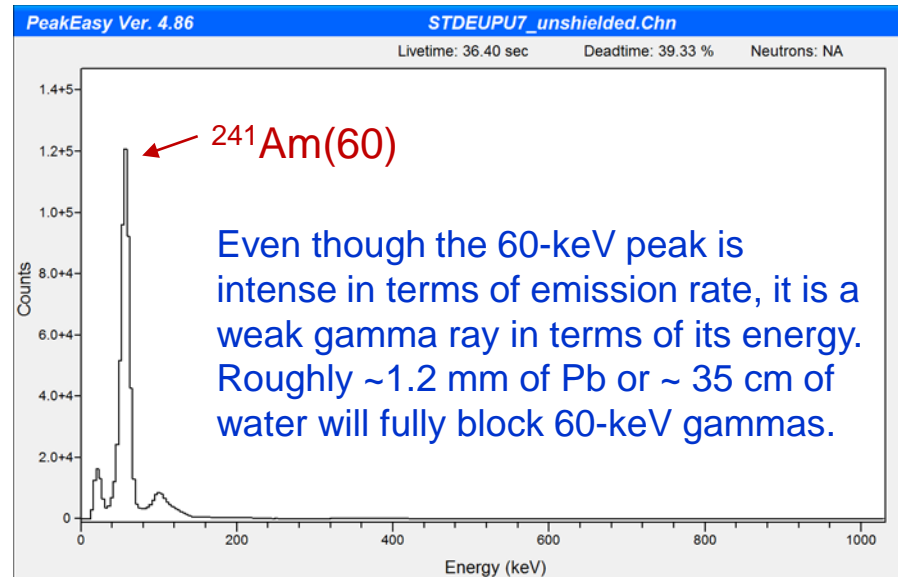 PeakEasy Ver. 4.86 STDEUPU7_unshielded.Chn
Livetime: 36.40 sec Deadtime: 39.33 % Neutrons: NA
1.4+5
1.2+5
1.0+5
8.0+4
6.0+4
4.0+4
2.0+4
0
Counts
²⁴¹Am(60)
Even though the 60-keV peak is
intense in terms of emission rate, it is a
weak gamma ray in terms of its energy.
Roughly ~1.2 mm of Pb or ~ 35 cm of
water will fully block 60-keV gammas.
0 200 400 600 800 1000
Energy (keV)